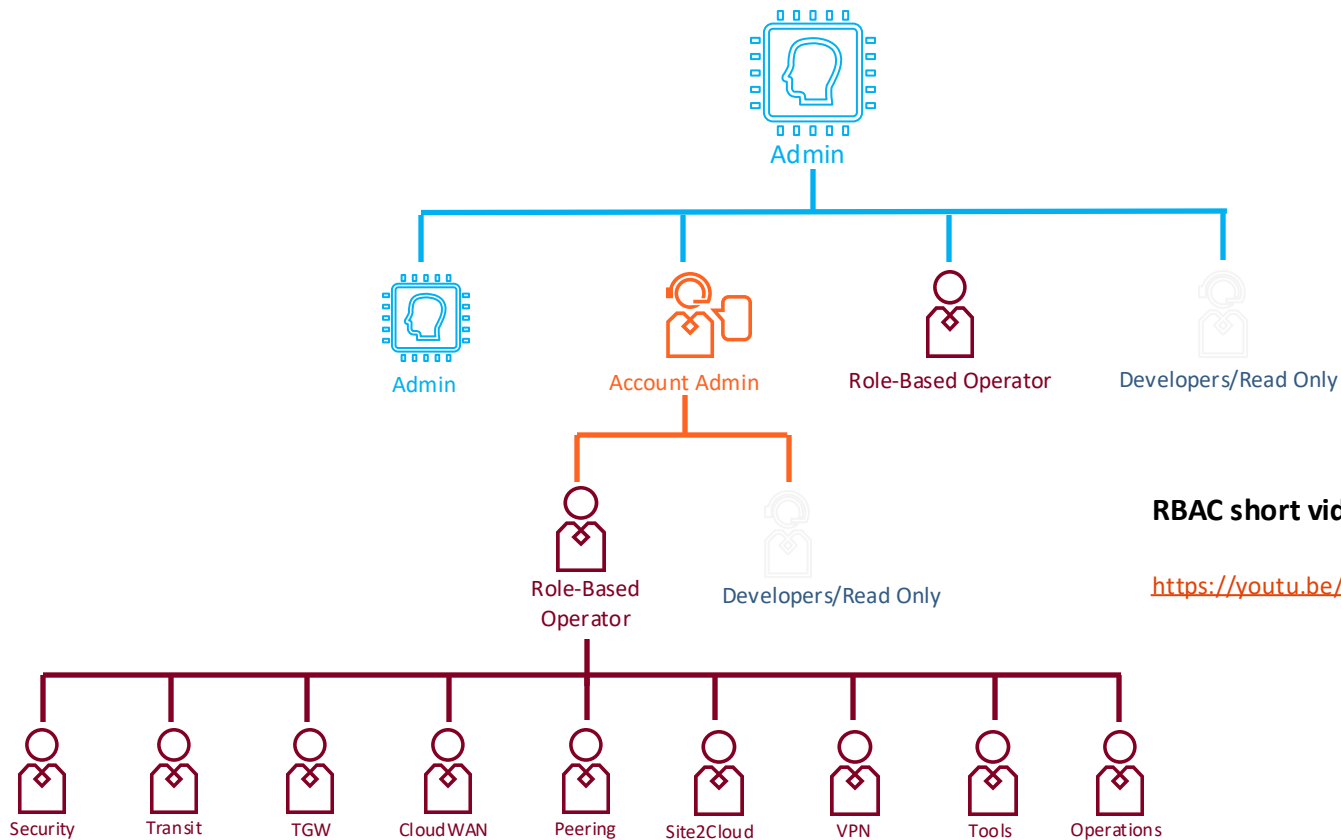 Admin
Admin
Account Admin
Role-Based Operator
Developers/Read Only
RBAC short vid
https://youtu.be/
Role-Based
Operator
Developers/Read Only
Security
Transit
TGW
CloudWAN
Peering
Site2Cloud
VPN
Tools
Operations